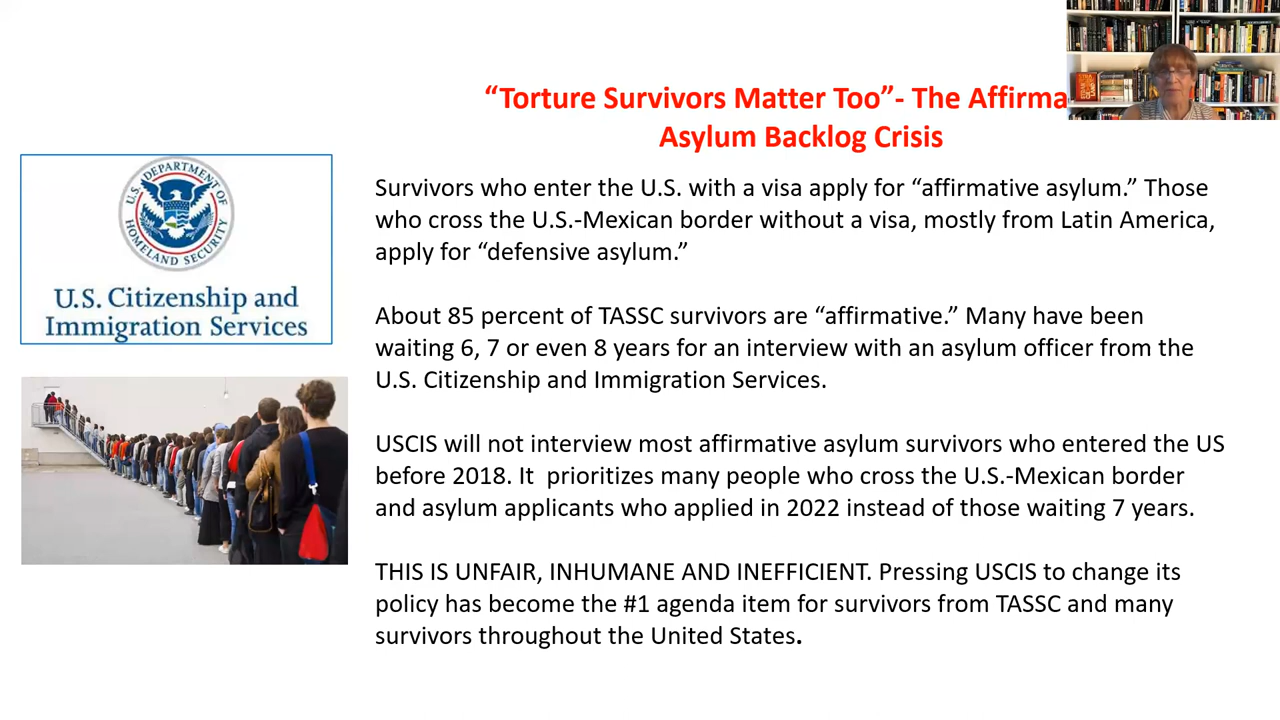 “Torture Survivors Matter Too”- The Affirma
Asylum Backlog Crisis
U.S. DEPARTMENT OF
HOMELAND SECURITY
U.S. Citizenship and
Immigration Services
Survivors who enter the U.S. with a visa apply for “affirmative asylum.” Those
who cross the U.S.-Mexican border without a visa, mostly from Latin America,
apply for “defensive asylum.”
About 85 percent of TASSC survivors are “affirmative.” Many have been
waiting 6, 7 or even 8 years for an interview with an asylum officer from the
U.S. Citizenship and Immigration Services.
USCIS will not interview most affirmative asylum survivors who entered the US
before 2018. It  prioritizes many people who cross the U.S.-Mexican border
and asylum applicants who applied in 2022 instead of those waiting 7 years.
THIS IS UNFAIR, INHUMANE AND INEFFICIENT. Pressing USCIS to change its
policy has become the #1 agenda item for survivors from TASSC and many
survivors throughout the United States.